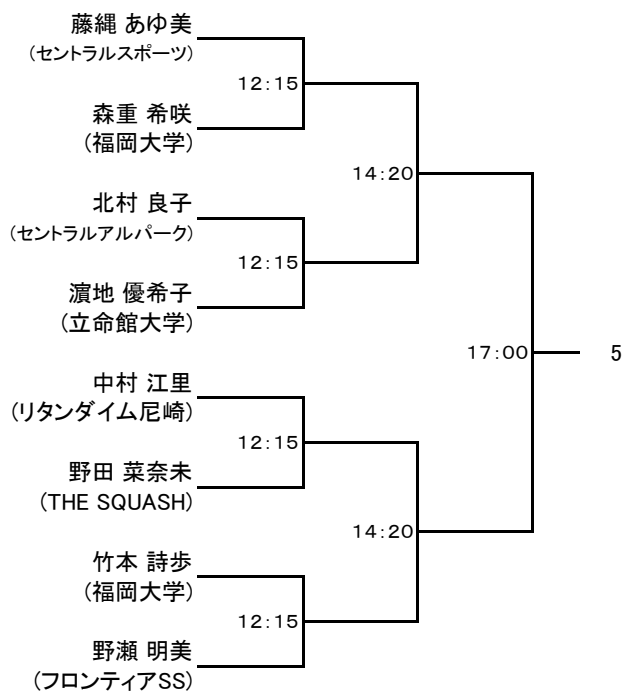 藤縄 あゆ美
(セントラルスポーツ)
12:15
森重 希咲
(福岡大学)
14:20
北村 良子
(セントラルアルパーク)
12:15
濵地 優希子
(立命館大学)
17:00
5
中村 江里
(リタンダイム尼崎)
12:15
野田 菜奈未
(THE SQUASH)
14:20
竹本 詩歩
(福岡大学)
12:15
野瀬 明美
(フロンティアSS)